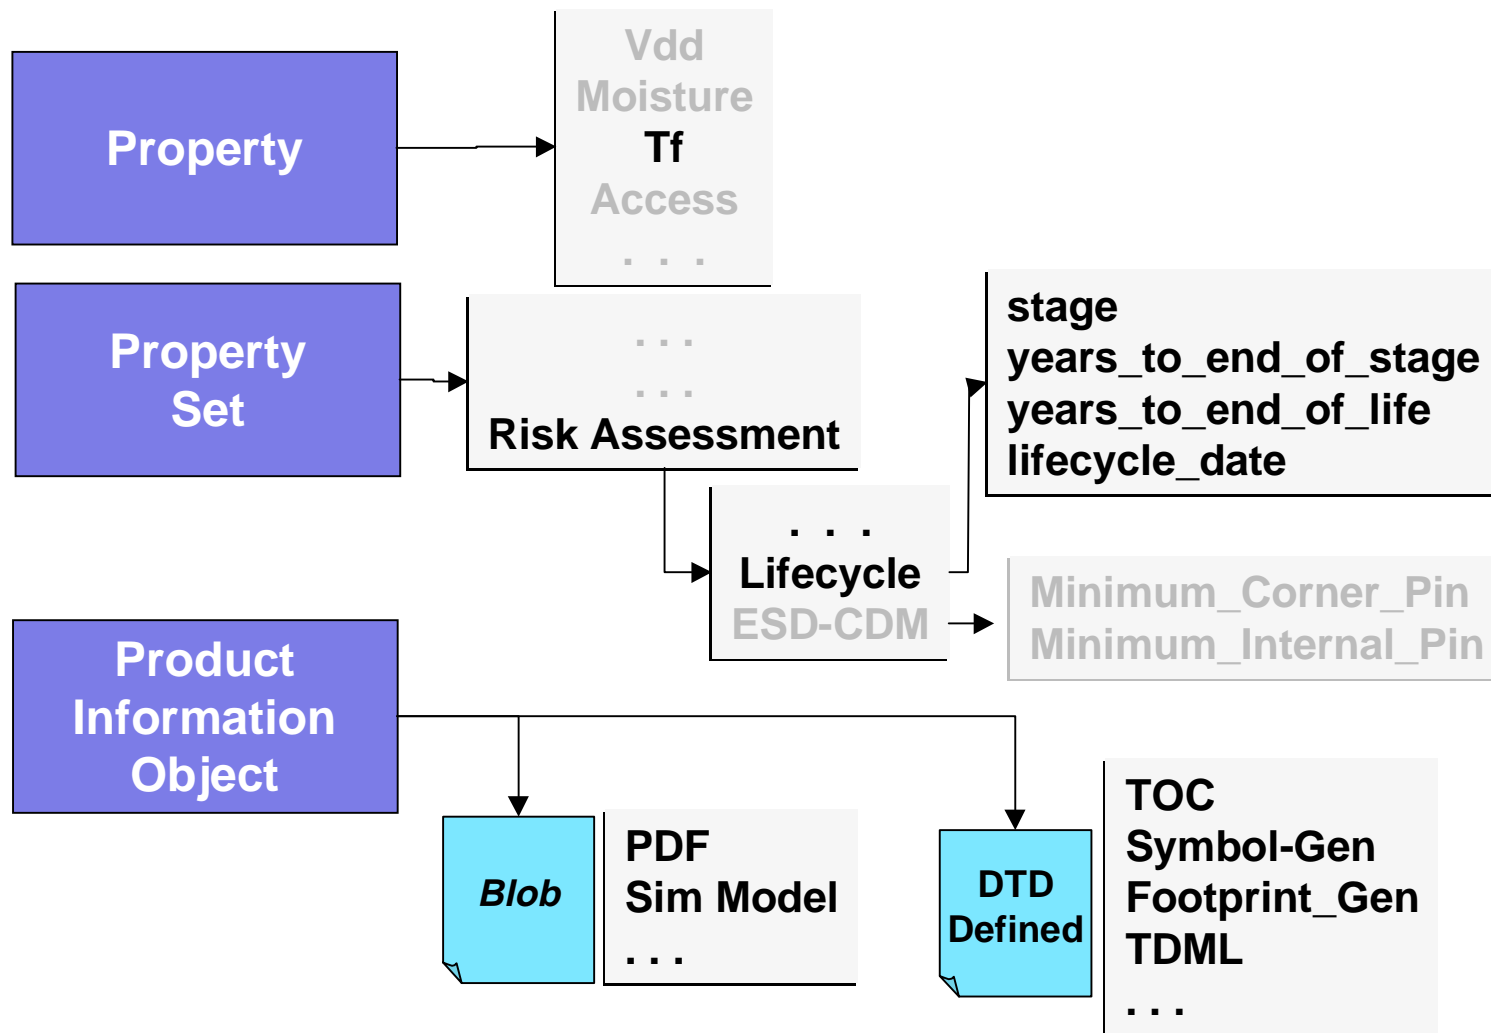 Property
Vdd
Moisture
Tf
Access
. . .
Property
Set
. . .
. . .
Risk Assessment
stage
years_to_end_of_stage
years_to_end_of_life
lifecycle_date
. . .
Lifecycle
ESD-CDM
Minimum_Corner_Pin
Minimum_Internal_Pin
Product
Information
Object
Blob
PDF
Sim Model
. . .
DTD
Defined
TOC
Symbol-Gen
Footprint_Gen
TDML
. . .